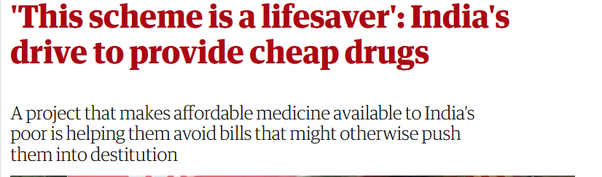 'This scheme is a lifesaver': India's
drive to provide cheap drugs
A project that makes affordable medicine available to India's
poor is helping them avoid bills that might otherwise push
them into destitution